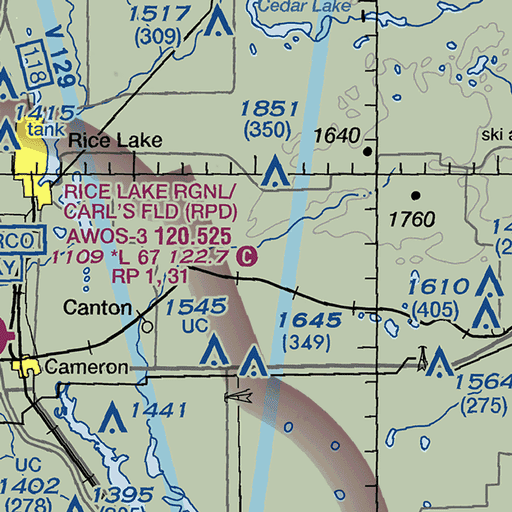 Cedar Lake
1517
(309)
118
V 129
1415
tank
Rice Lake
1851
(350)
1640
ski
RICE LAKE RGNL/
CARL'S FLD (RPD)
AWOS-3 120.525
1109 *L 67 122.7 C
RP 1, 31
1760
RCO
Canton
1545
UC
1645
(349)
1610
(405)
Cameron
1564
(275)
1441
UC
1402
(278)
1395